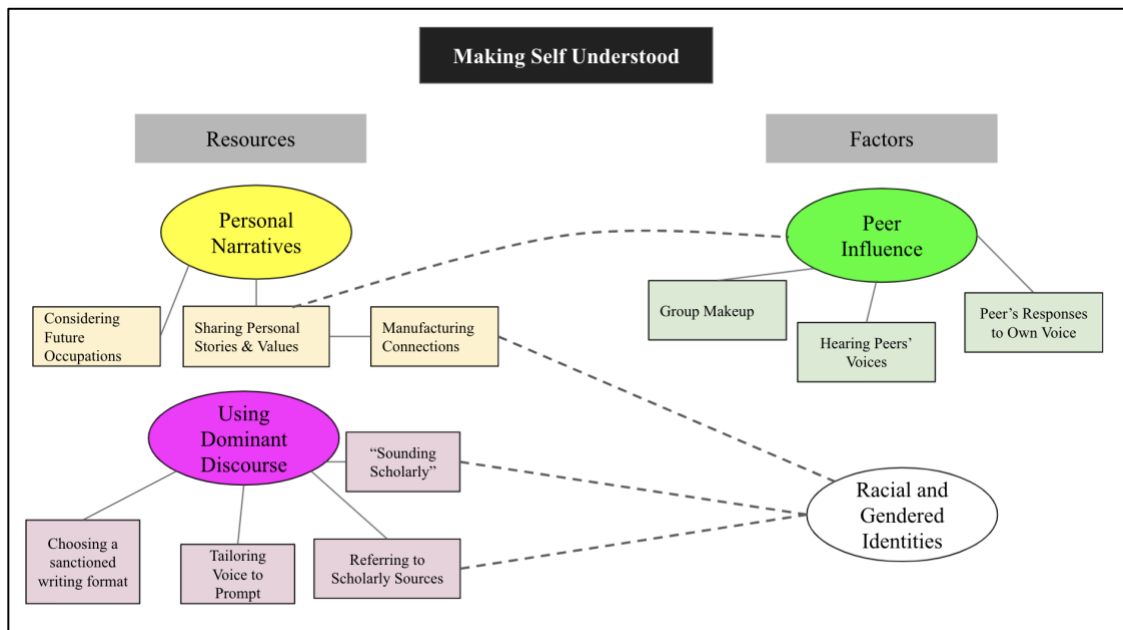 Making Self Understood
Resources
Factors
Personal
Narratives
Peer
Influence
Considering
Future
Occupations
Sharing Personal
Stories & Values
Manufacturing
Connections
Group Makeup
Hearing Peers’
Voices
Peer’s Responses
to Own Voice
Using
Dominant
Discourse
“Sounding
Scholarly”
Racial and
Gendered
Identities
Choosing a
sanctioned
writing format
Tailoring
Voice to
Prompt
Referring to
Scholarly Sources